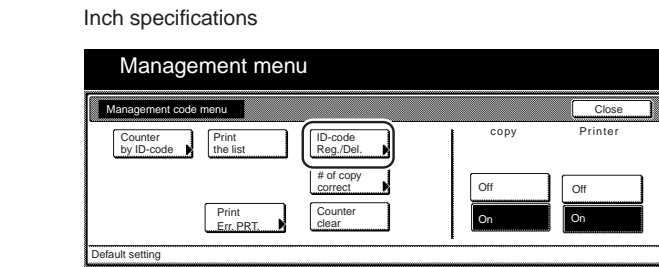 Inch specifications
Management menu
Management code menu
Close
Counter
by ID-code
Print
the list
ID-code
Reg./Del.
copy
Printer
# of copy
correct
Off
Off
Print
Err. PRT.
Counter
clear
On
On
Default setting